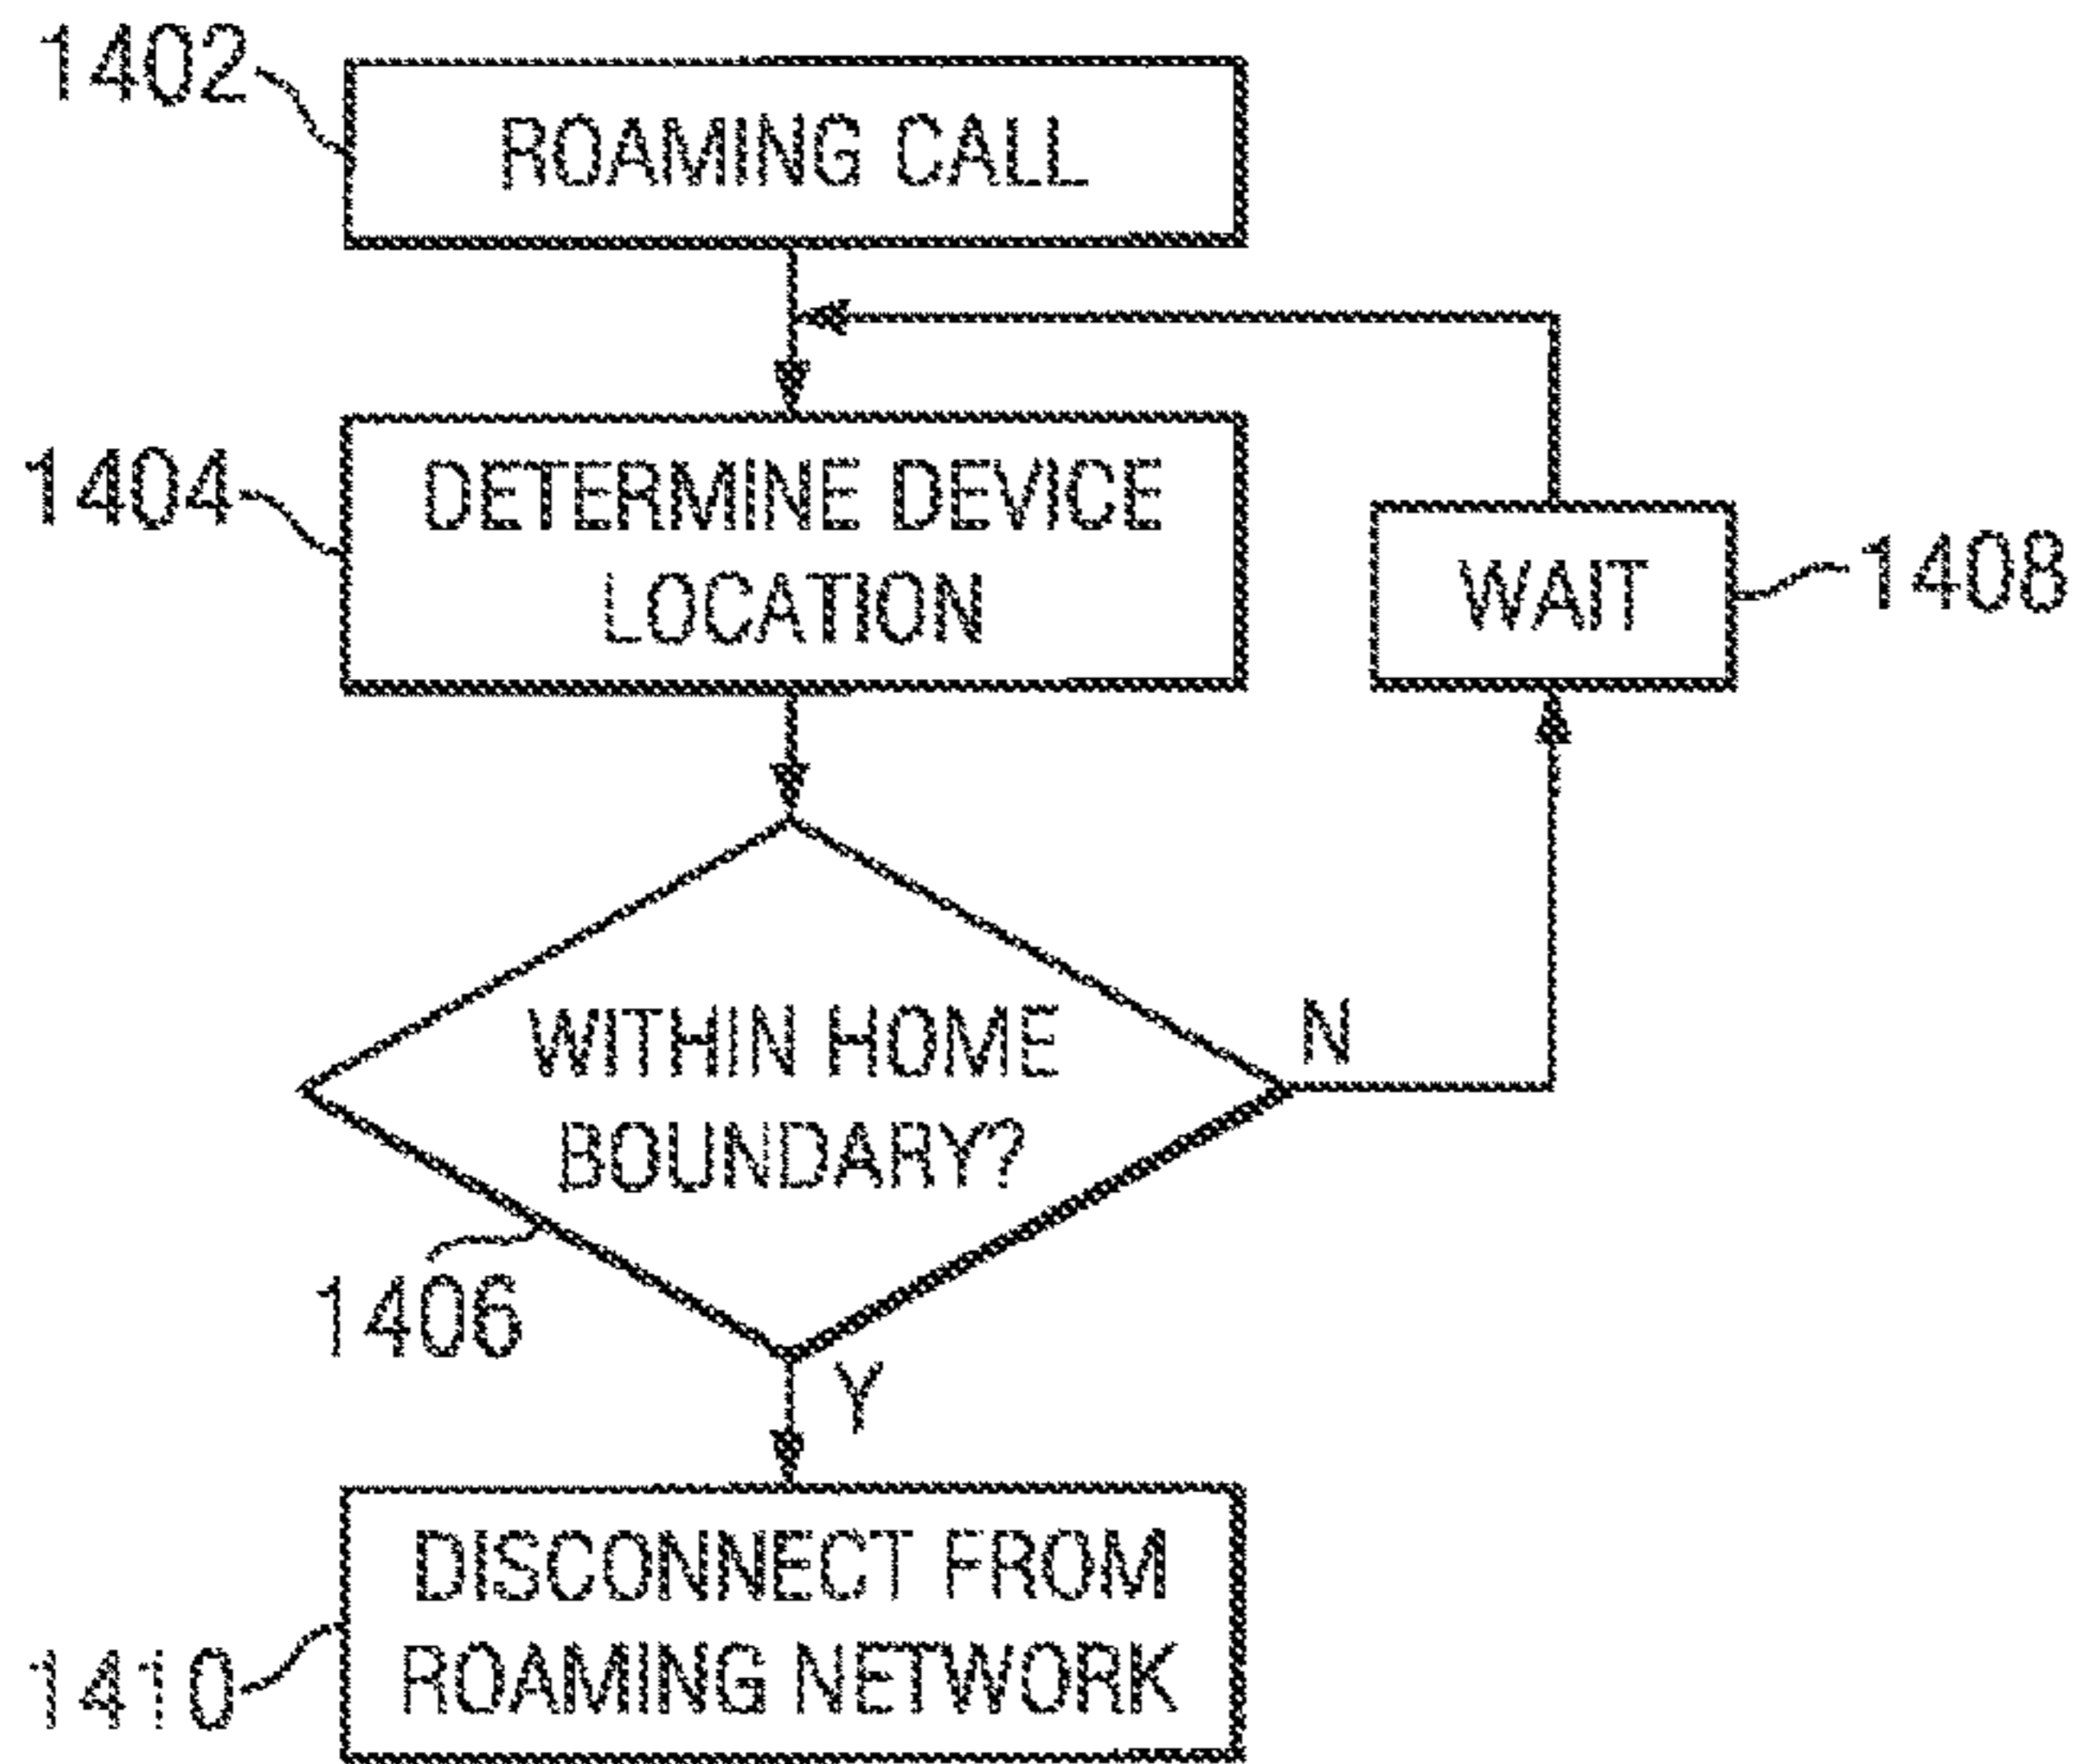 1402
ROAMING CALL
1404
DETERMINE DEVICE
LOCATION
WAIT
1408
WITHIN HOME
BOUNDARY?
N
1406
Y
DISCONNECT FROM
ROAMING NETWORK
1410